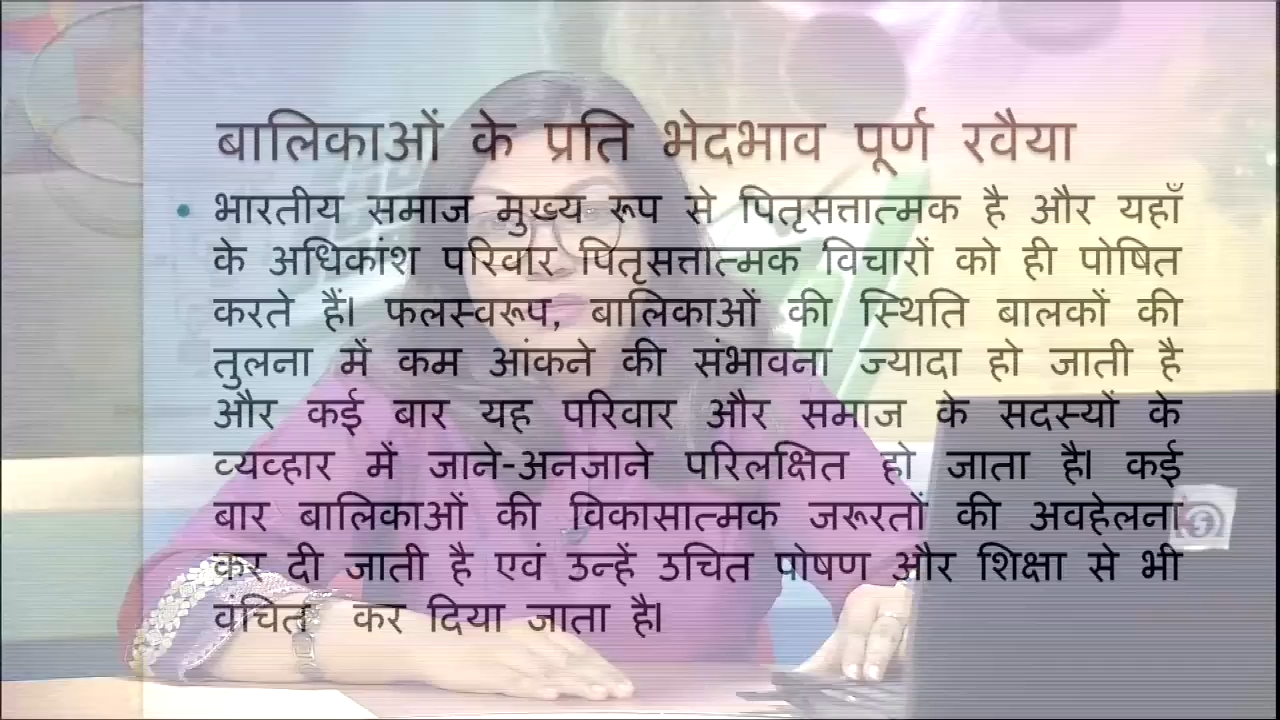 बालिकाओं के प्रति भेदभाव पूर्ण रवैया
• भारतीय समाज मुख्य रूप से पितृसत्तात्मक है और यहाँ
के अधिकांश परिवार पितृसत्तात्मक विचारों को ही पोषित
करते हैं। फलस्वरूप, बालिकाओं की स्थिति बालकों की
तुलना में कम आंकने की संभावना ज्यादा हो जाती है
और कई बार यह परिवार और समाज के सदस्यों के
व्यव्हार में जाने-अनजाने परिलक्षित हो जाता है। कई
बार बालिकाओं की विकासात्मक जरूरतों की अवहेलना
कर दी जाती है एवं उन्हें उचित पोषण और शिक्षा से भी
वंचित कर दिया जाता है।